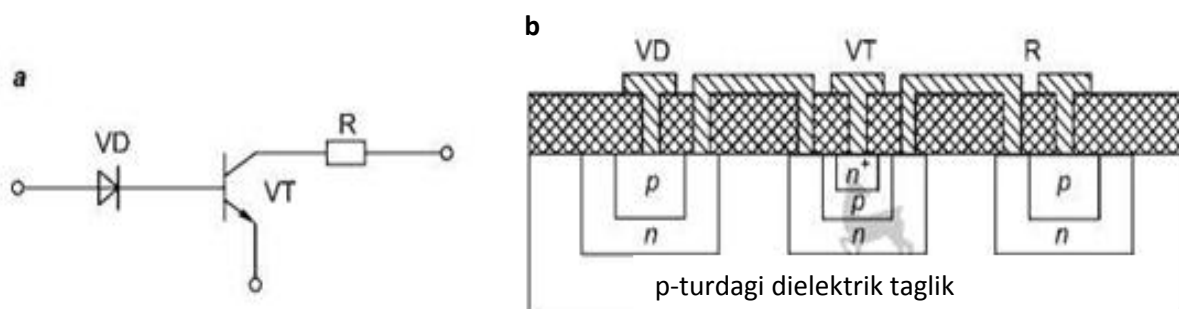 a
VD
VT
R
b
VD VT R
p n⁺ p
p
n n n
p-turdagi dielektrik taglik